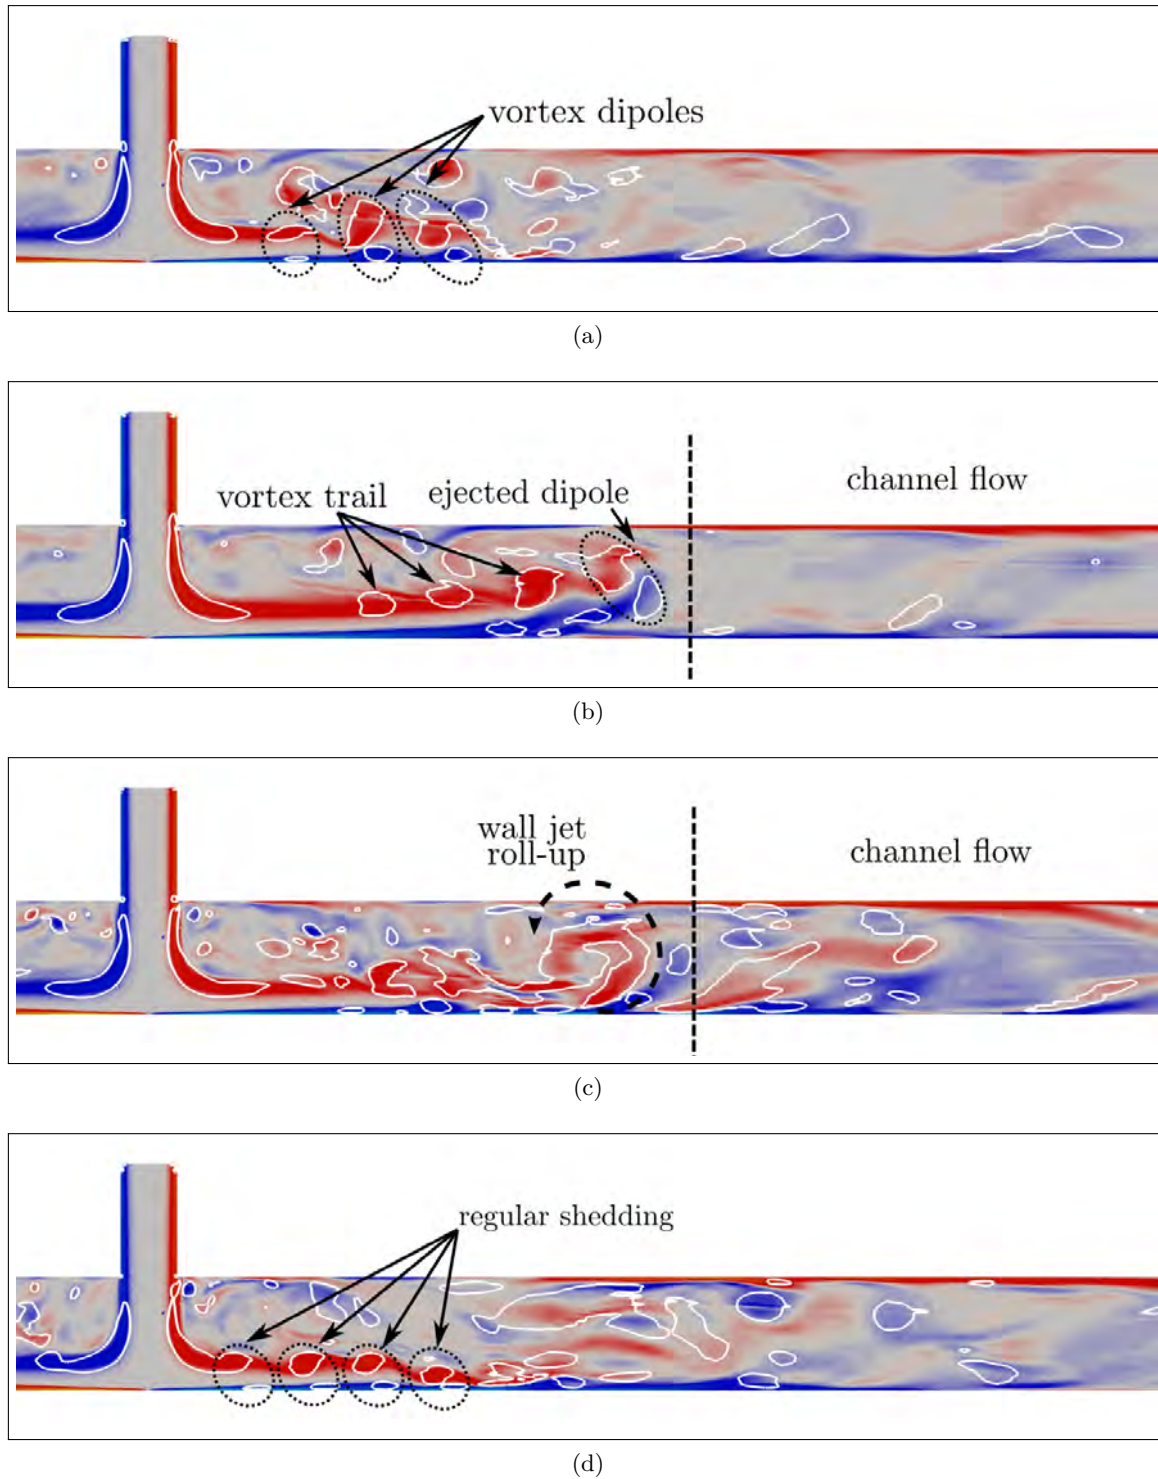 vortex dipoles
(a)
vortex trail
ejected dipole
channel flow
(b)
wall jet
roll-up
channel flow
(c)
regular shedding
(d)